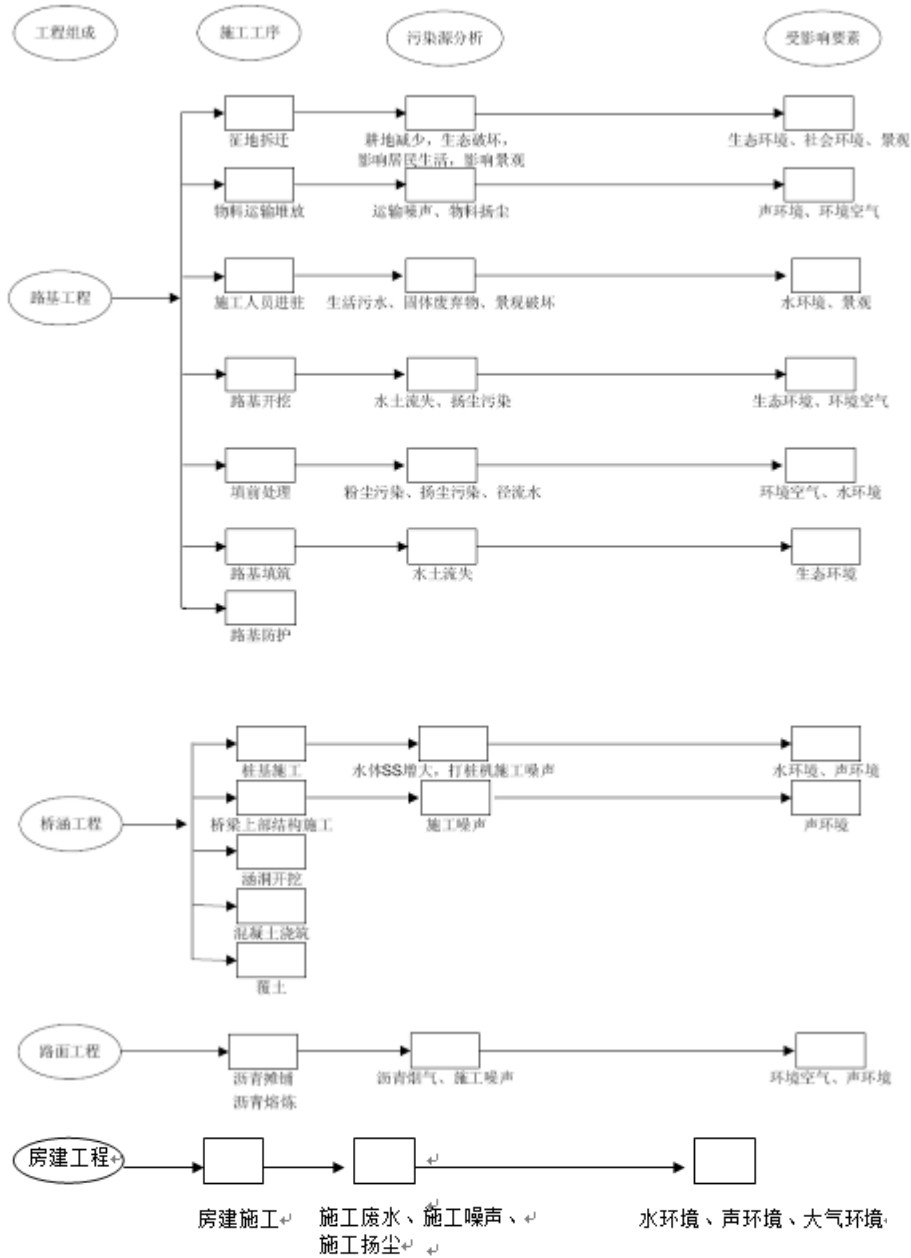 工程组成 施工工序 污染源分析 受影响要素
征地拆迁 耕地减少，生态破坏， 生态环境、社会环境、景观
影响居民生活，影响景观
物料运输堆放 运输噪声、物料扬尘 声环境、环境空气
路基工程
施工人员进驻 生活污水、固体废弃物、景观破坏 水环境、景观
路基开挖 水土流失、扬尘污染 生态环境、环境空气
填前处理 粉尘污染、扬尘污染、径流水 环境空气、水环境
路基填筑 水土流失 生态环境
路基防护
桩基施工 水体SS增大，打桩机施工噪声 水环境、声环境
桥涵工程
桥梁上部结构施工 施工噪声 声环境
涵洞开挖
混凝土浇筑
覆土
路面工程
沥青摊铺 沥青烟气、施工噪声 环境空气、声环境
沥青熔炼
房建工程
房建施工 施工废水、施工噪声、 水环境、声环境、大气环境
施工扬尘